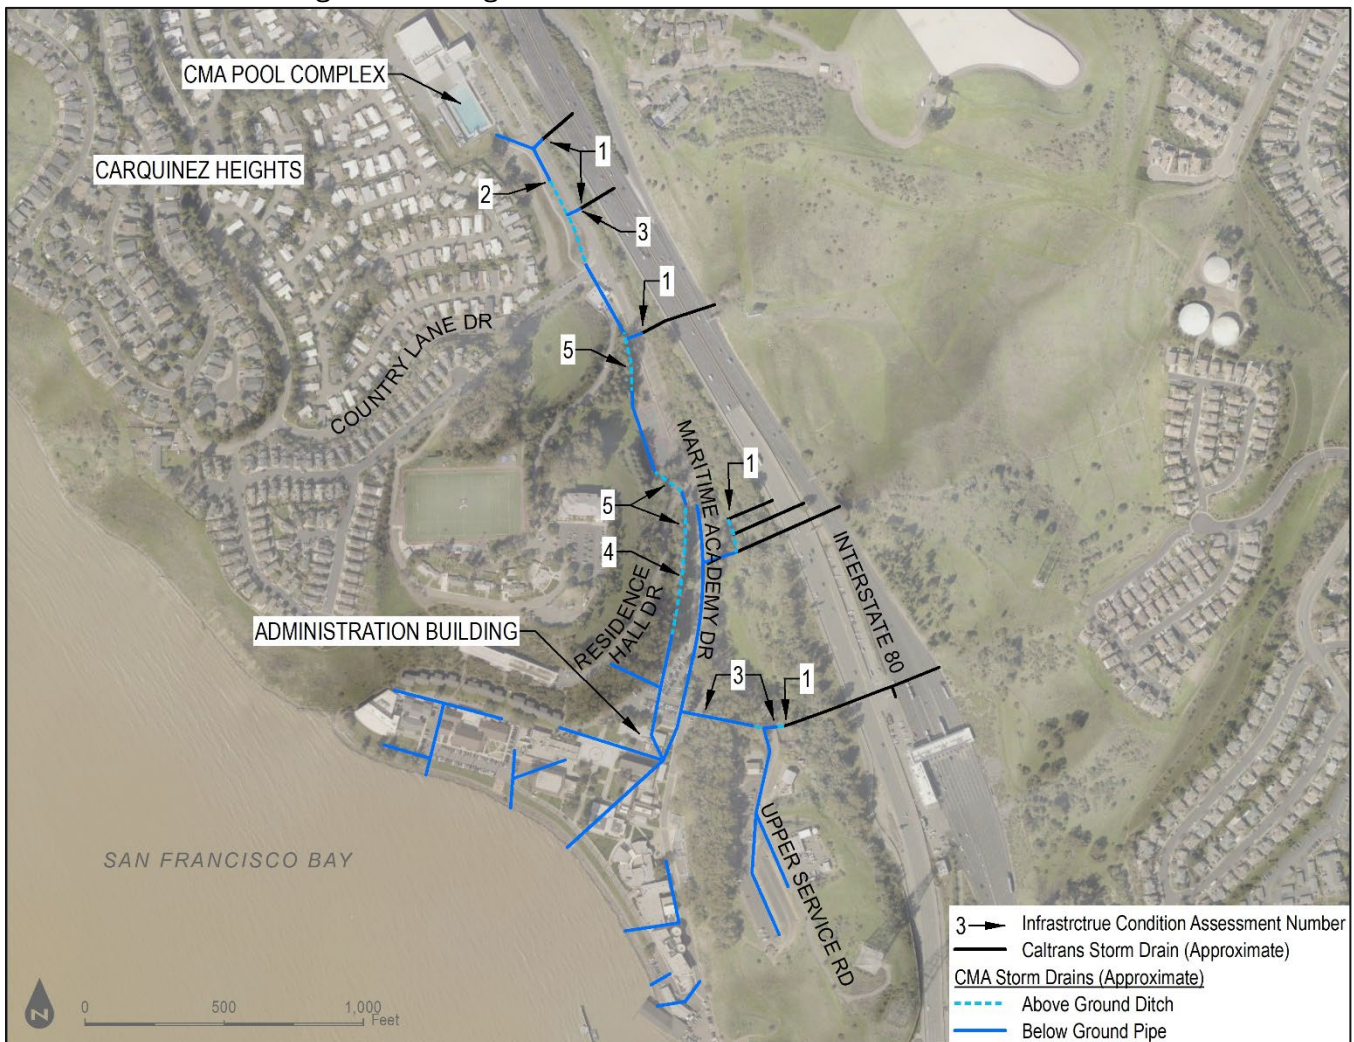 CMA POOL COMPLEX
1
CARQUINEZ HEIGHTS
2
3
1
COUNTRY LANE DR
5
MARITIME ACADEMY DR
1
5
INTERSTATE 80
4
RESIDENCE
HALL DR
ADMINISTRATION BUILDING
3
1
UPPER SERVICE RD
SAN FRANCISCO BAY
3 Infrastrctrue Condition Assessment Number
Caltrans Storm Drain (Approximate)
CMA Storm Drains (Approximate)
Above Ground Ditch
Below Ground Pipe
N
0 500 1,000
Feet